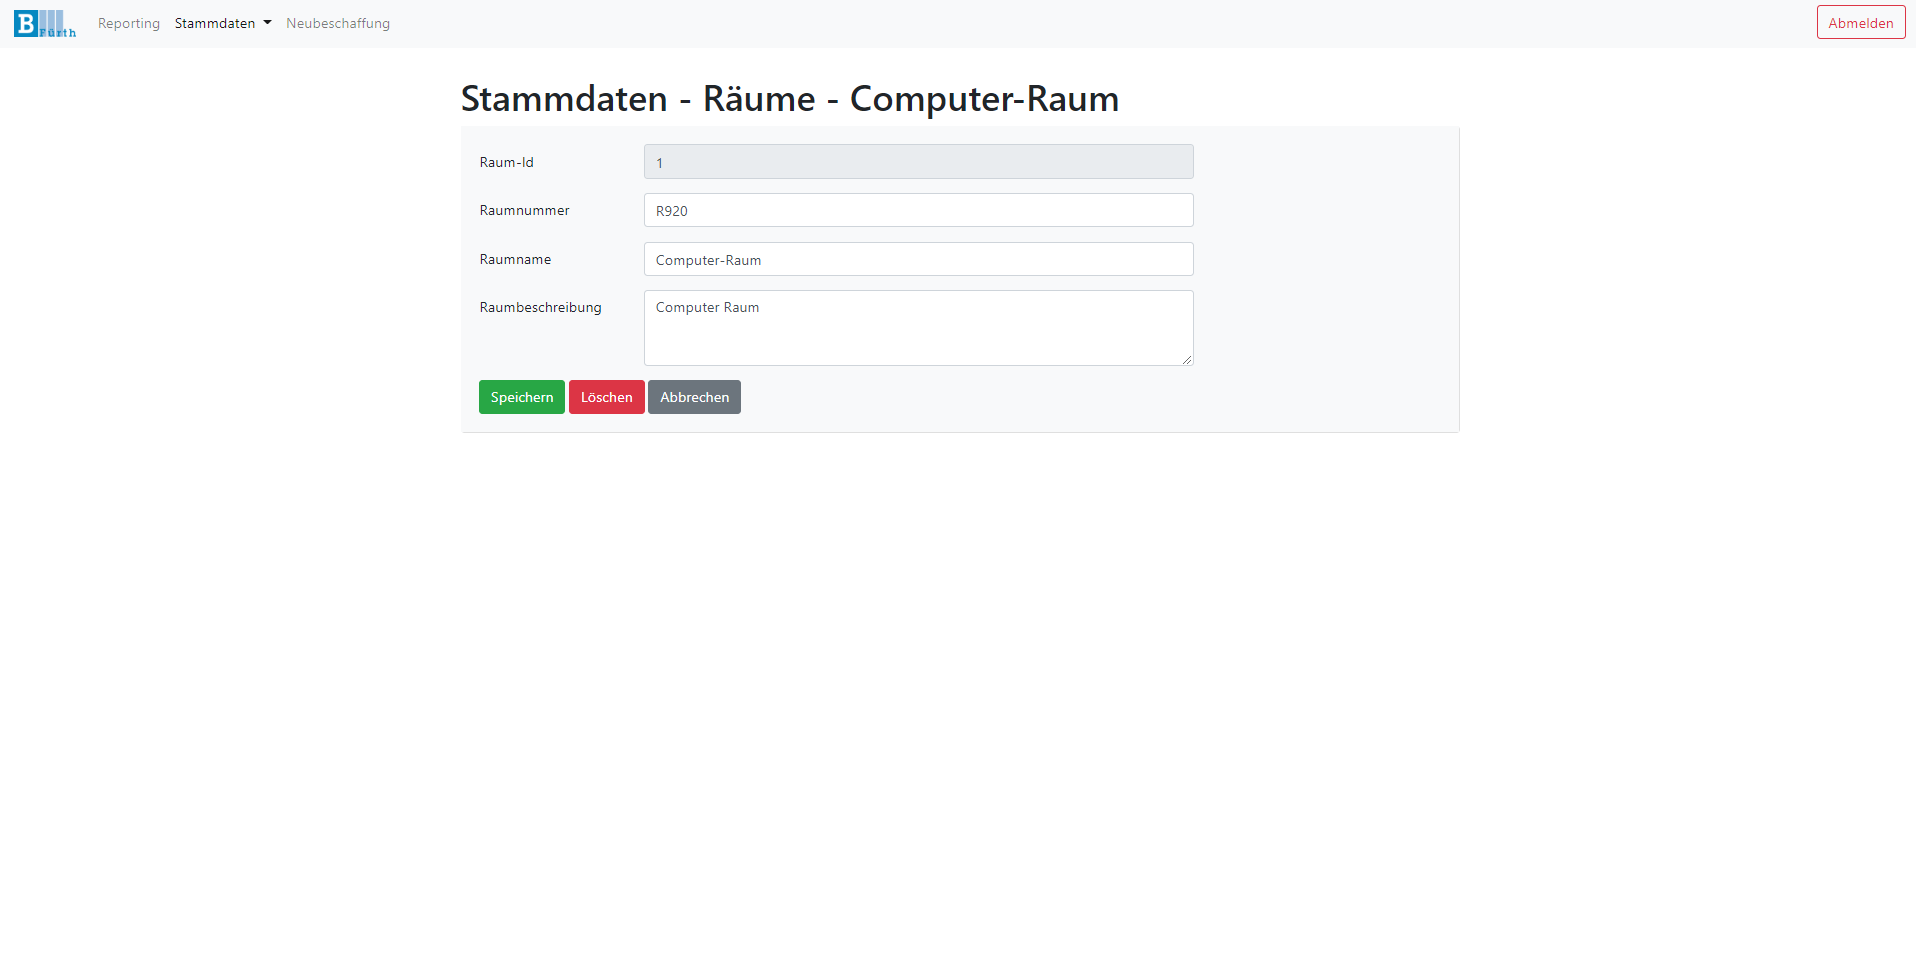 B Fürth Reporting Stammdaten Neubeschaffung Abmelden
Stammdaten - Räume - Computer-Raum
Raum-Id 1
Raumnummer R920
Raumname Computer-Raum
Raumbeschreibung Computer Raum
Speichern Löschen Abbrechen